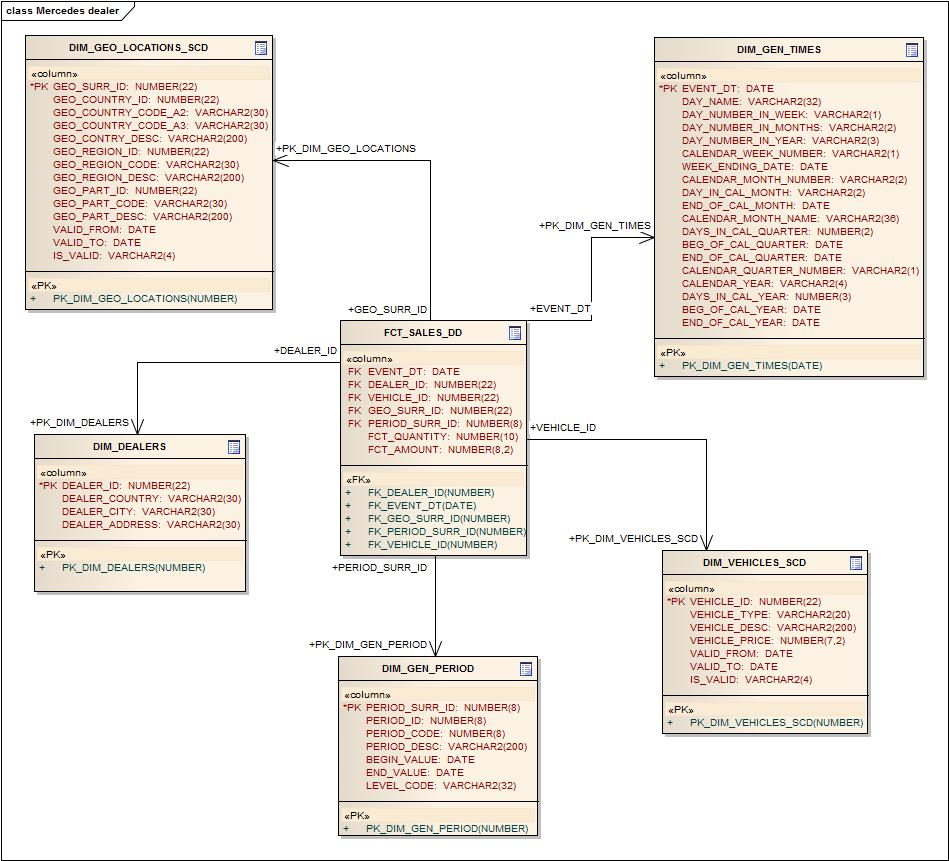 class Mercedes dealer
DIM_GEO_LOCATIONS_SCD
«column»
*PK GEO_SURR_ID: NUMBER(22)
GEO_COUNTRY_ID: NUMBER(22)
GEO_COUNTRY_CODE_A2: VARCHAR2(30)
GEO_COUNTRY_CODE_A3: VARCHAR2(30)
GEO_CONTRY_DESC: VARCHAR2(200)
GEO_REGION_ID: NUMBER(22)
GEO_REGION_CODE: VARCHAR2(30)
GEO_REGION_DESC: VARCHAR2(200)
GEO_PART_ID: NUMBER(22)
GEO_PART_CODE: VARCHAR2(30)
GEO_PART_DESC: VARCHAR2(200)
VALID_FROM: DATE
VALID_TO: DATE
IS_VALID: VARCHAR2(4)
«PK»
+ PK_DIM_GEO_LOCATIONS(NUMBER)
+PK_DIM_GEO_LOCATIONS
+GEO_SURR_ID
DIM_GEN_TIMES
«column»
*PK EVENT_DT: DATE
DAY_NAME: VARCHAR2(32)
DAY_NUMBER_IN_WEEK: VARCHAR2(1)
DAY_NUMBER_IN_MONTHS: VARCHAR2(2)
DAY_NUMBER_IN_YEAR: VARCHAR2(3)
CALENDAR_WEEK_NUMBER: VARCHAR2(1)
WEEK_ENDING_DATE: DATE
CALENDAR_MONTH_NUMBER: VARCHAR2(2)
DAY_IN_CAL_MONTH: VARCHAR2(2)
END_OF_CAL_MONTH: DATE
CALENDAR_MONTH_NAME: VARCHAR2(36)
DAYS_IN_CAL_QUARTER: NUMBER(2)
BEG_OF_CAL_QUARTER: DATE
END_OF_CAL_QUARTER: DATE
CALENDAR_QUARTER_NUMBER: VARCHAR2(1)
CALENDAR_YEAR: VARCHAR2(4)
DAYS_IN_CAL_YEAR: NUMBER(3)
BEG_OF_CAL_YEAR: DATE
END_OF_CAL_YEAR: DATE
«PK»
+ PK_DIM_GEN_TIMES(DATE)
+PK_DIM_GEN_TIMES
+EVENT_DT
FCT_SALES_DD
«column»
FK EVENT_DT: DATE
FK DEALER_ID: NUMBER(22)
FK VEHICLE_ID: NUMBER(22)
FK GEO_SURR_ID: NUMBER(22)
FK PERIOD_SURR_ID: NUMBER(8)
FCT_QUANTITY: NUMBER(10)
FCT_AMOUNT: NUMBER(8,2)
«FK»
+ FK_DEALER_ID(NUMBER)
+ FK_EVENT_DT(DATE)
+ FK_GEO_SURR_ID(NUMBER)
+ FK_PERIOD_SURR_ID(NUMBER)
+ FK_VEHICLE_ID(NUMBER)
+DEALER_ID
+PK_DIM_DEALERS
DIM_DEALERS
«column»
*PK DEALER_ID: NUMBER(22)
DEALER_COUNTRY: VARCHAR2(30)
DEALER_CITY: VARCHAR2(30)
DEALER_ADDRESS: VARCHAR2(30)
«PK»
+ PK_DIM_DEALERS(NUMBER)
+VEHICLE_ID
+PK_DIM_VEHICLES_SCD
DIM_VEHICLES_SCD
«column»
*PK VEHICLE_ID: NUMBER(22)
VEHICLE_TYPE: VARCHAR2(20)
VEHICLE_DESC: VARCHAR2(200)
VEHICLE_PRICE: NUMBER(7,2)
VALID_FROM: DATE
VALID_TO: DATE
IS_VALID: VARCHAR2(4)
«PK»
+ PK_DIM_VEHICLES_SCD(NUMBER)
+PERIOD_SURR_ID
+PK_DIM_GEN_PERIOD
DIM_GEN_PERIOD
«column»
*PK PERIOD_SURR_ID: NUMBER(8)
PERIOD_ID: NUMBER(8)
PERIOD_CODE: NUMBER(8)
PERIOD_DESC: VARCHAR2(200)
BEGIN_VALUE: DATE
END_VALUE: DATE
LEVEL_CODE: VARCHAR2(32)
«PK»
+ PK_DIM_GEN_PERIOD(NUMBER)